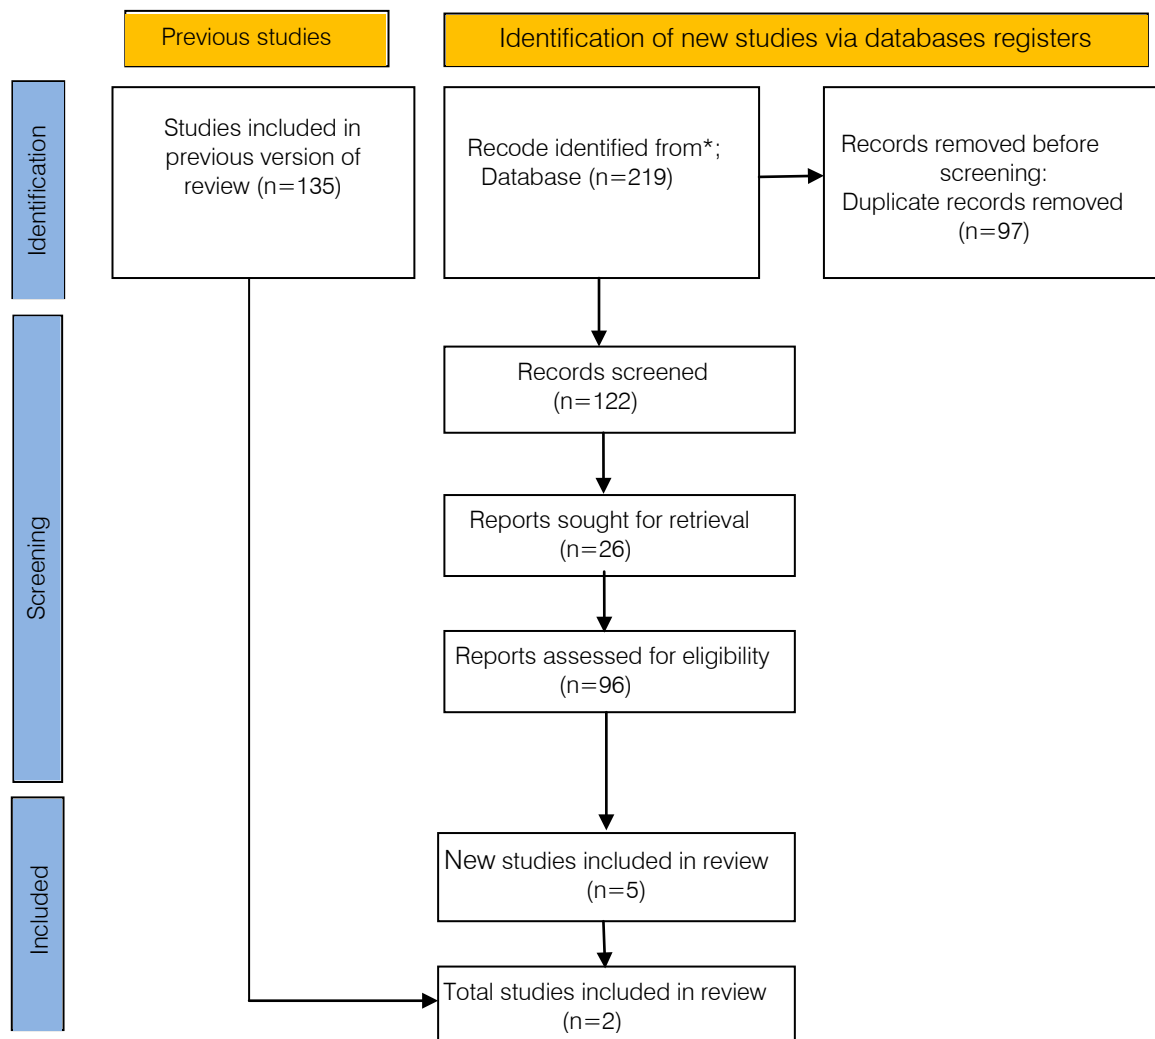 Previous studies
Identification of new studies via databases registers
Identification
Studies included in
previous version of
review (n=135)
Recode identified from*;
Database (n=219)
Records removed before
screening:
Duplicate records removed
(n=97)
Screening
Records screened
(n=122)
Reports sought for retrieval
(n=26)
Reports assessed for eligibility
(n=96)
Included
New studies included in review
(n=5)
Total studies included in review
(n=2)